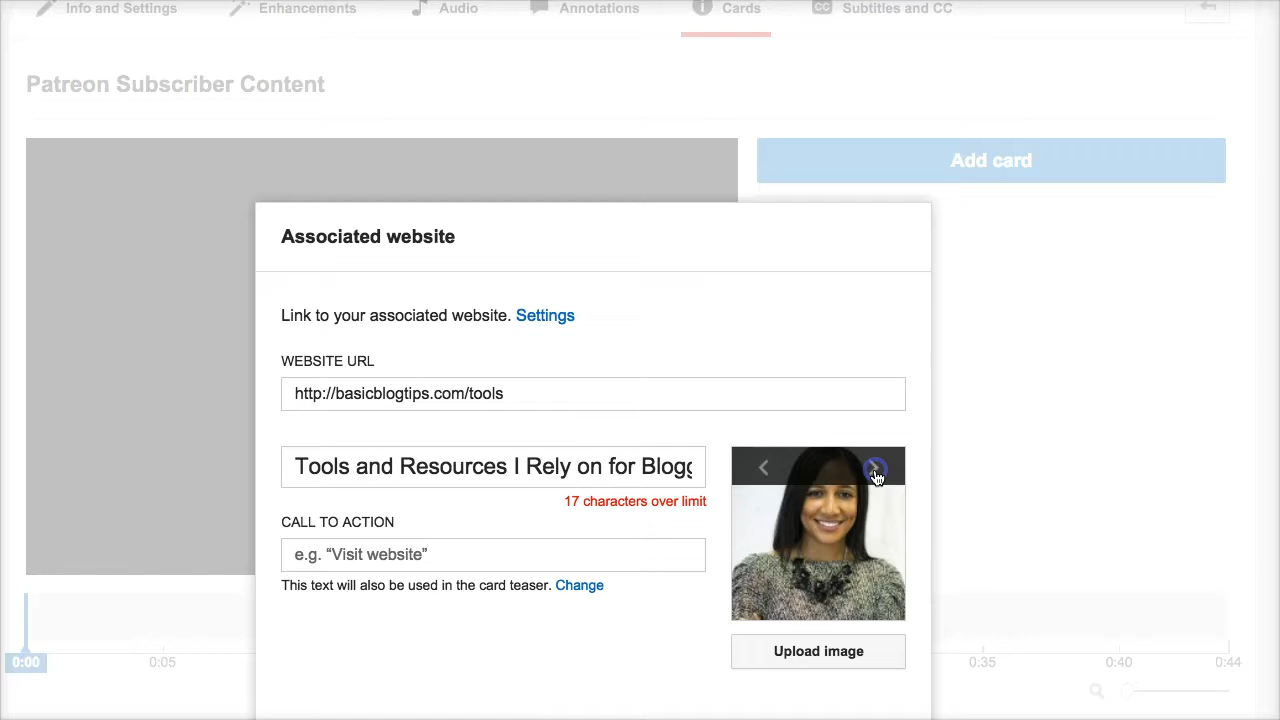 Info and Settings Enhancements Audio Annotations Cards CC Subtitles and CC
Patreon Subscriber Content
Add card
Associated website
Link to your associated website. Settings
WEBSITE URL
http://basicblogtips.com/tools
Tools and Resources I Rely on for Blogg
17 characters over limit
CALL TO ACTION
e.g. “Visit website”
This text will also be used in the card teaser. Change
Upload image
0:00 0:05 0:35 0:40 0:44